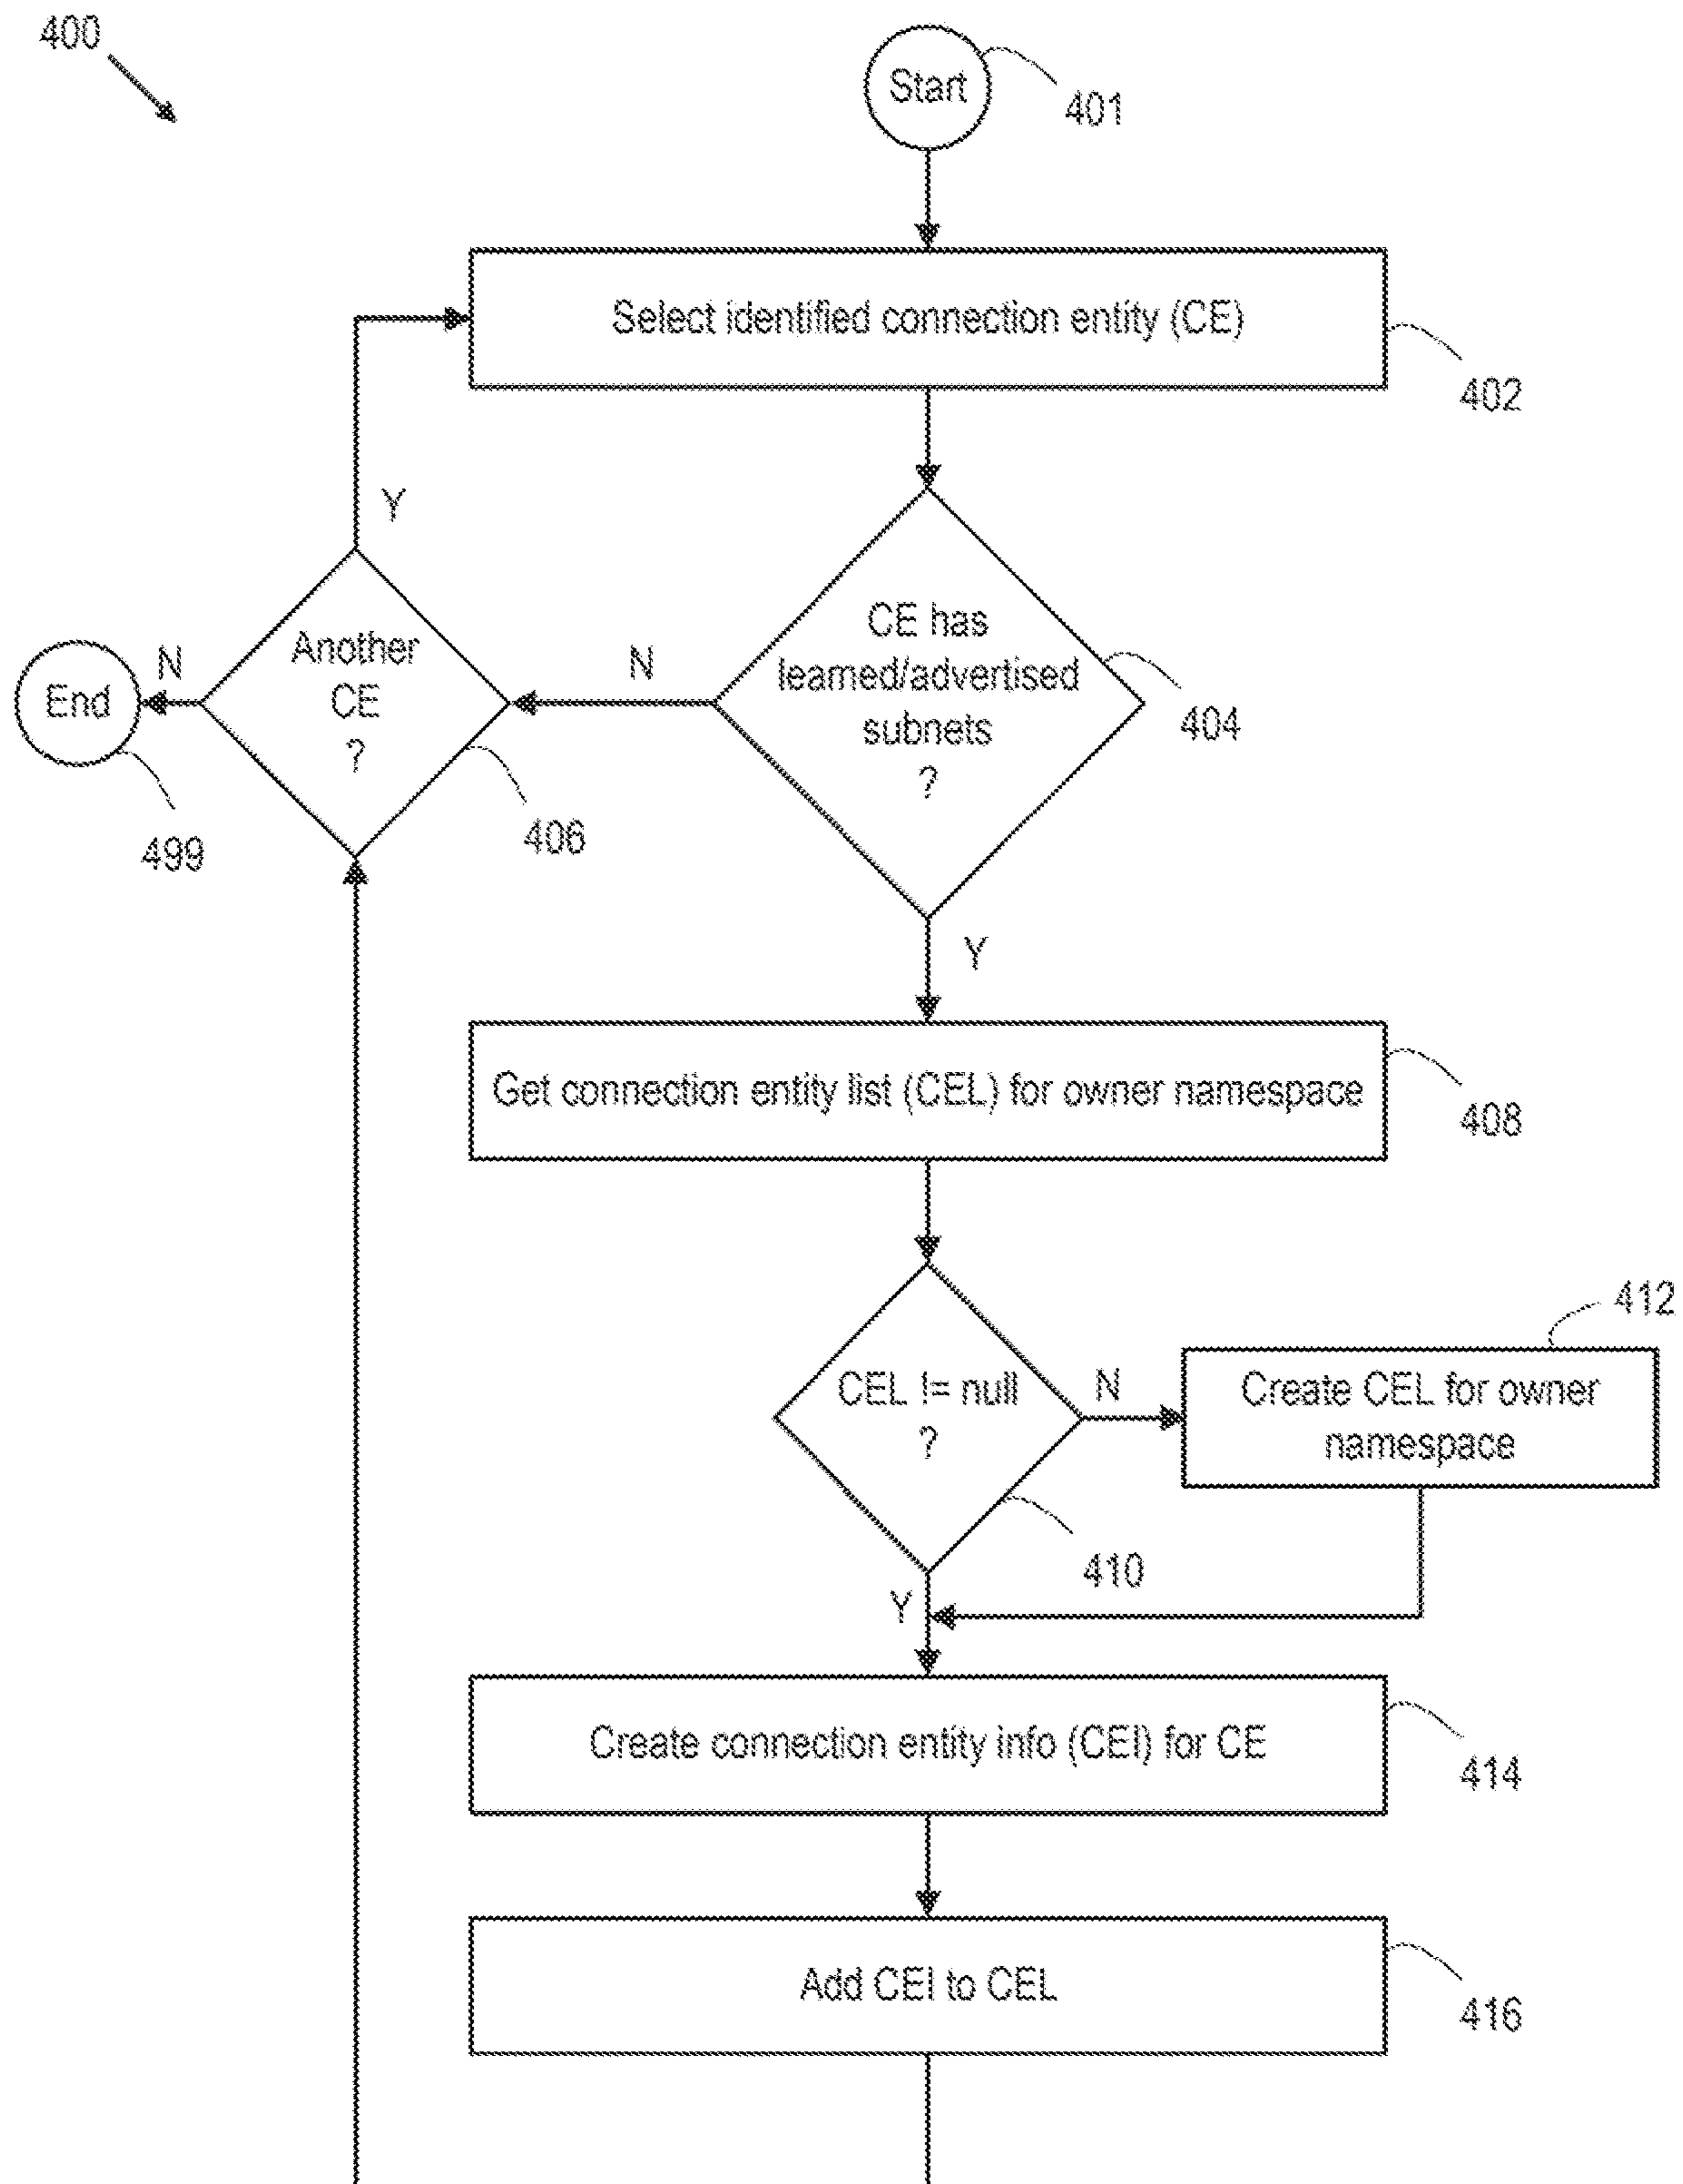 400
Start
401
Select identified connection entity (CE)
402
Y
CE has
learned/advertised
subnets
?
404
N
Another
CE
?
406
N
End
499
Y
Get connection entity list (CEL) for owner namespace
408
CEL != null
?
410
N
412
Create CEL for owner
namespace
Y
Create connection entity info (CEI) for CE
414
Add CEI to CEL
416